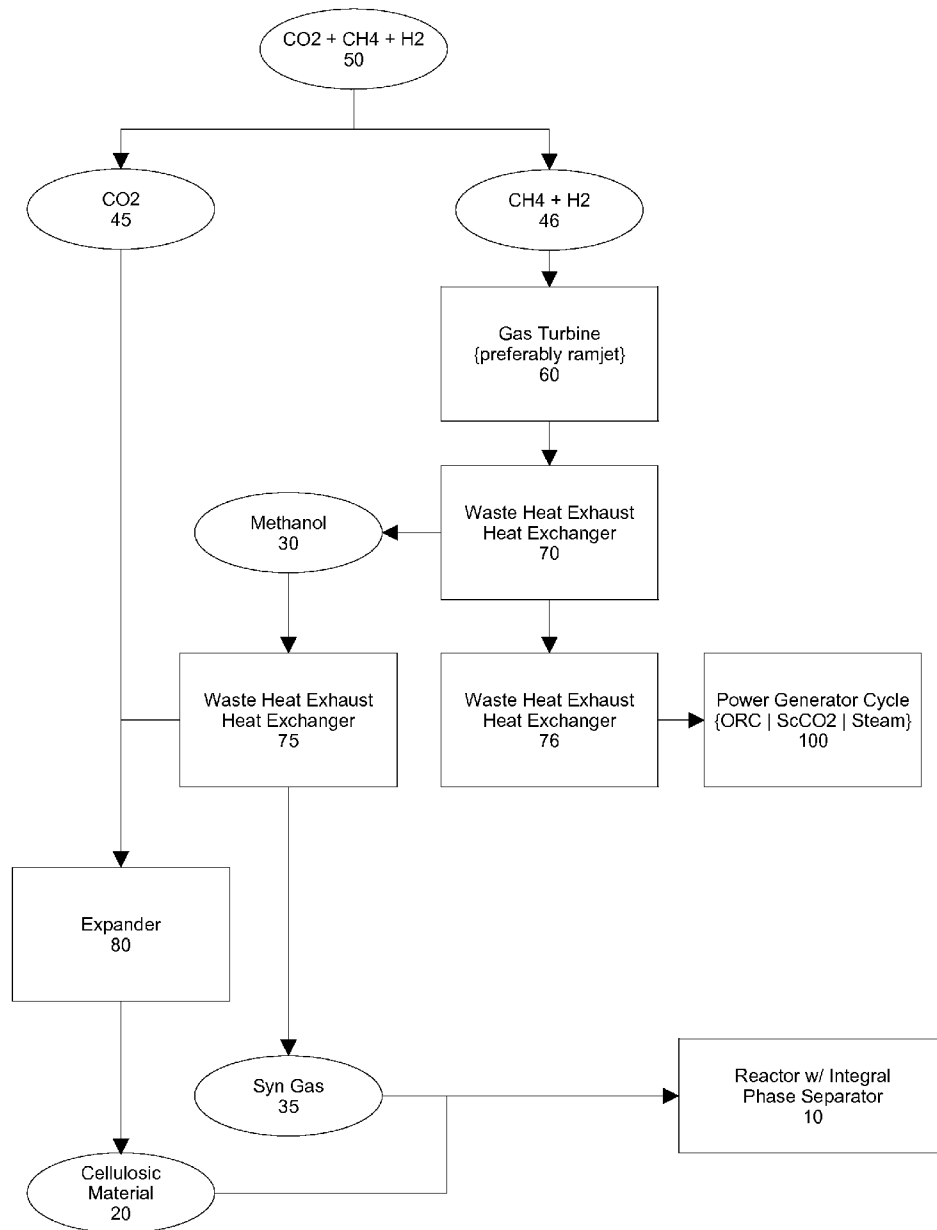 CO2 + CH4 + H2
50
CO2
45
CH4 + H2
46
Gas Turbine
{preferably ramjet}
60
Methanol
30
Waste Heat Exhaust
Heat Exchanger
70
Waste Heat Exhaust
Heat Exchanger
75
Waste Heat Exhaust
Heat Exchanger
76
Power Generator Cycle
{ORC | ScCO2 | Steam}
100
Expander
80
Syn Gas
35
Reactor w/ Integral
Phase Separator
10
Cellulosic
Material
20